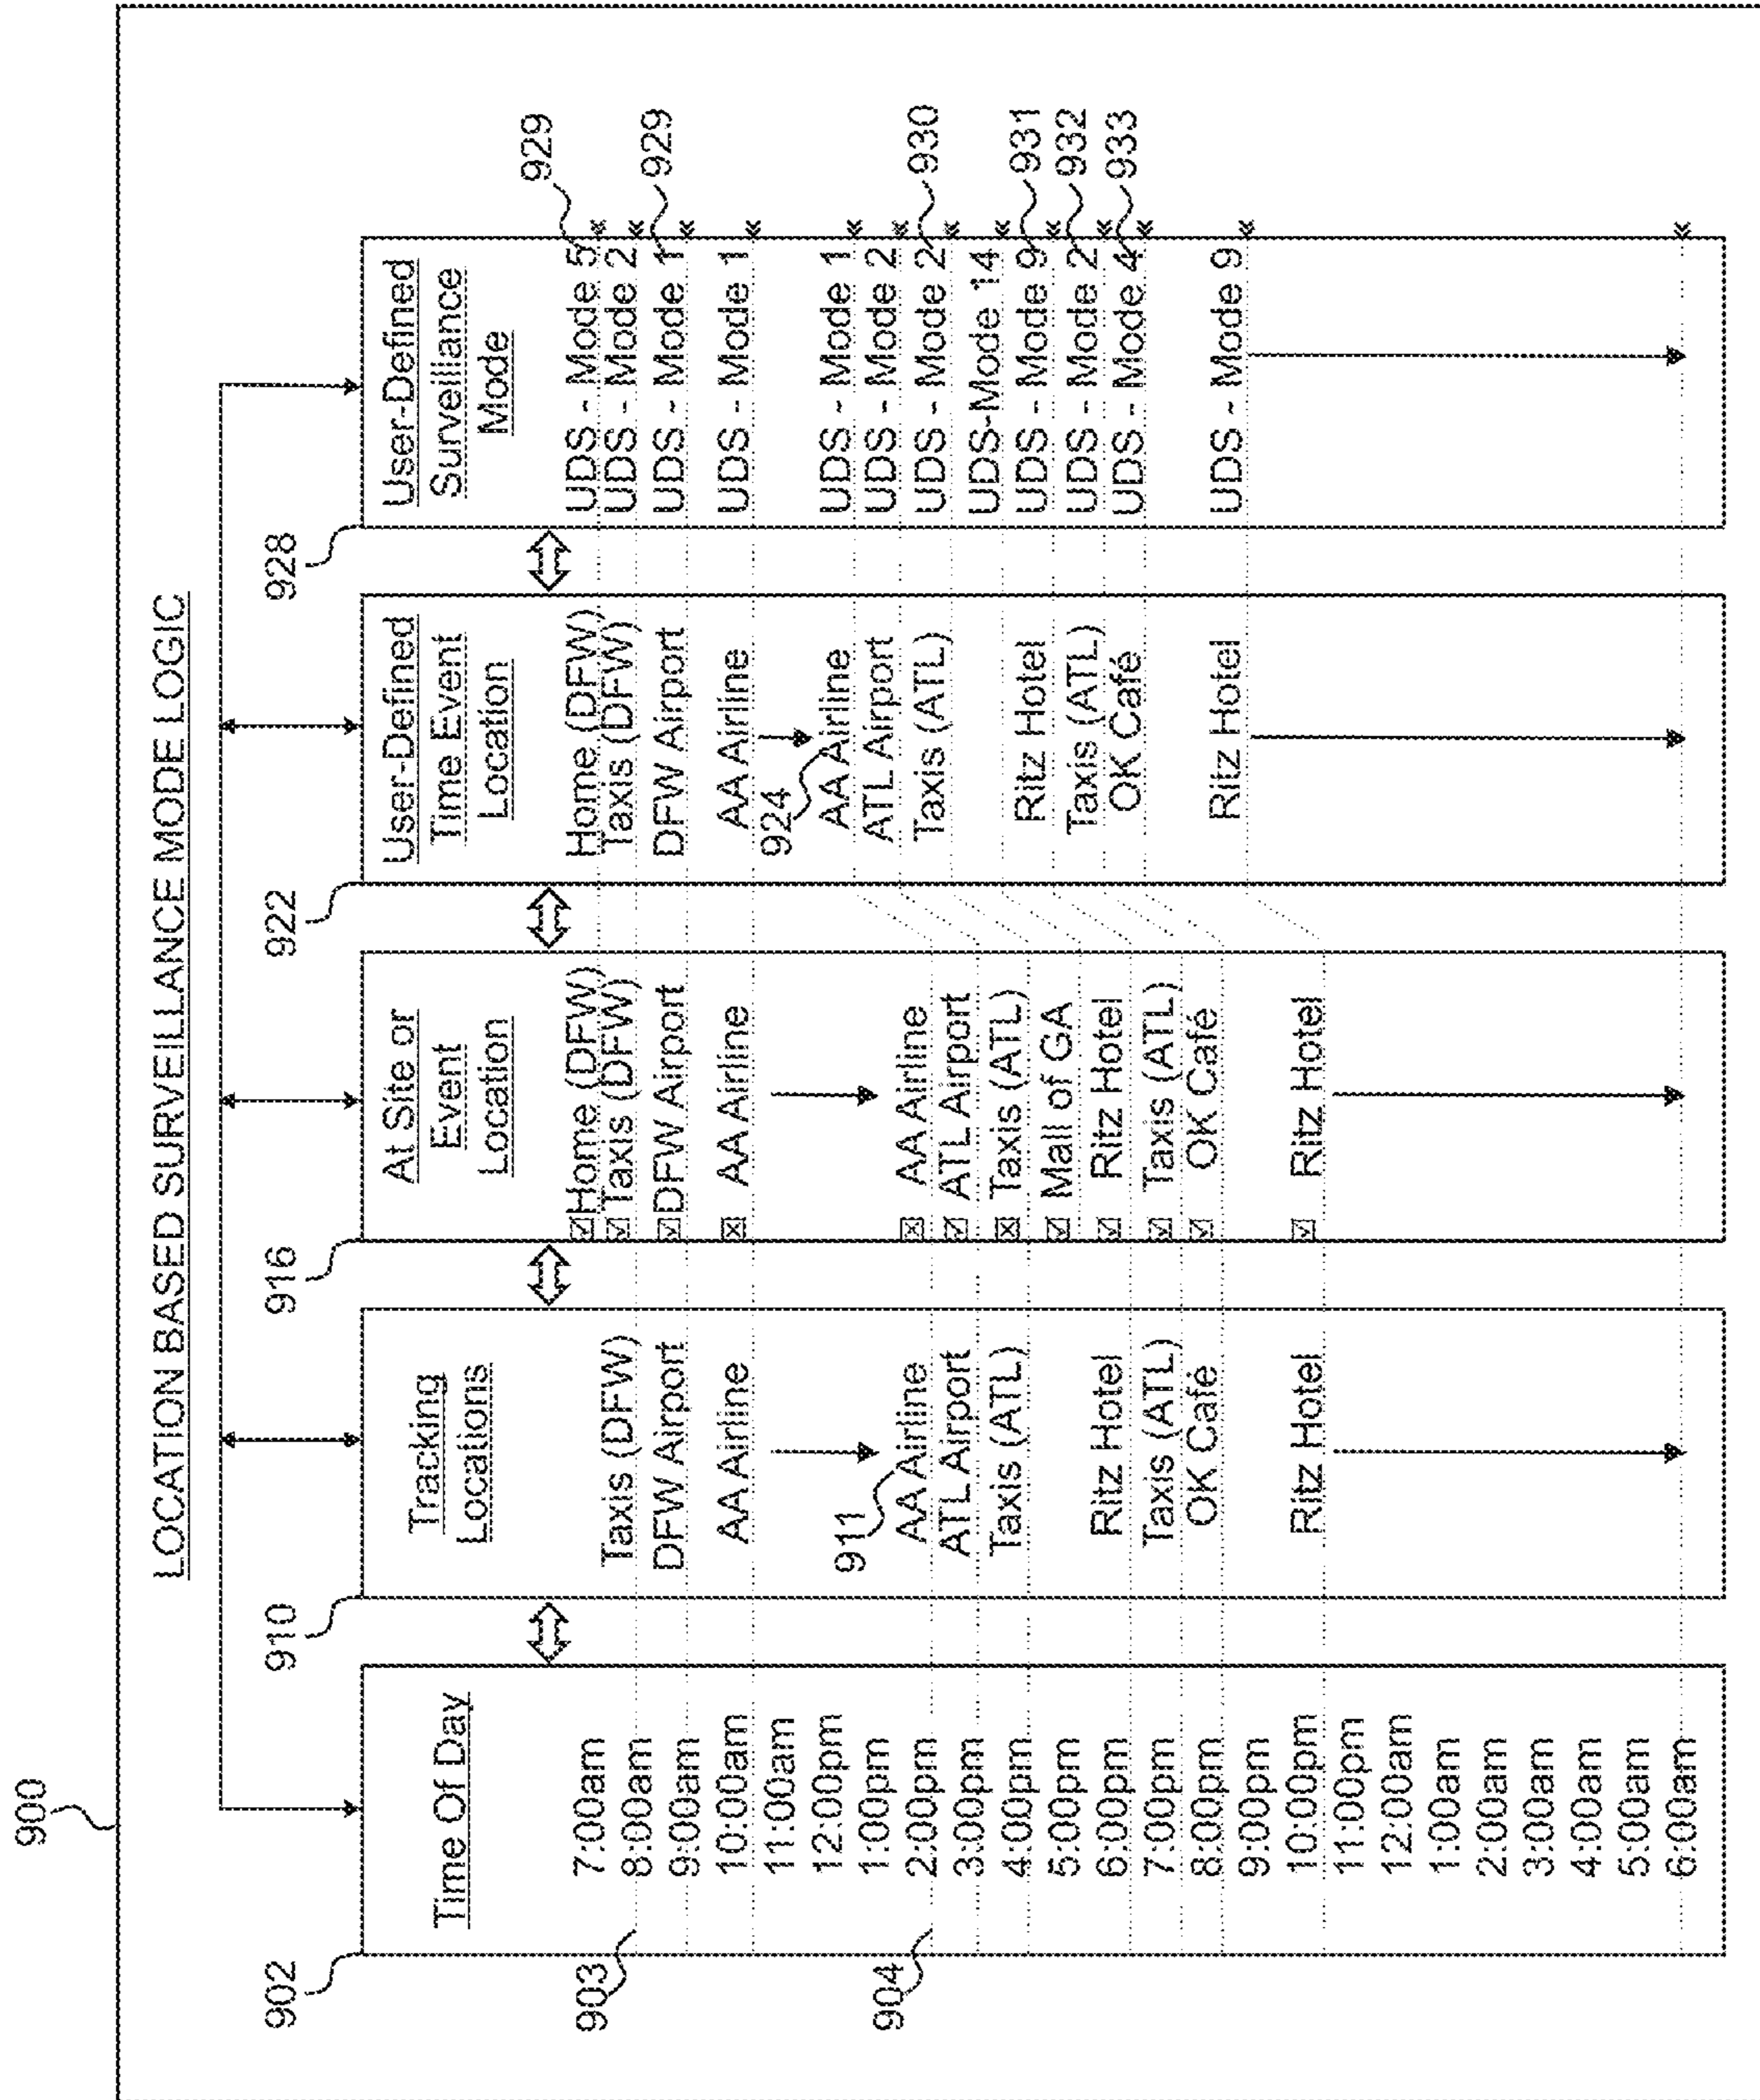 900
LOCATION BASED SURVEILLANCE MODE LOGIC
902
Time Of Day
903
904
7:00am
8:00am
9:00am
10:00am
11:00am
12:00pm
1:00pm
2:00pm
3:00pm
4:00pm
5:00pm
6:00pm
7:00pm
8:00pm
9:00pm
10:00pm
11:00pm
12:00am
1:00am
2:00am
3:00am
4:00am
5:00am
6:00am
910
Tracking
Locations
Taxis (DFW)
DFW Airport
AA Airline
911
AA Airline
ATL Airport
Taxis (ATL)
Ritz Hotel
Taxis (ATL)
OK Café
Ritz Hotel
916
At Site or
Event
Location
Home (DFW)
Taxis (DFW)
DFW Airport
AA Airline
AA Airline
ATL Airport
Taxis (ATL)
Mall of GA
Ritz Hotel
Taxis (ATL)
OK Café
Ritz Hotel
922
User-Defined
Time Event
Location
Home (DFW)
Taxis (DFW)
DFW Airport
AA Airline
924
AA Airline
ATL Airport
Taxis (ATL)
Ritz Hotel
Taxis (ATL)
OK Café
Ritz Hotel
928
User-Defined
Surveillance
Mode
UDS - Mode 5
UDS - Mode 2
UDS - Mode 1
UDS - Mode 1
UDS - Mode 1
UDS - Mode 2
UDS - Mode 2
UDS-Mode 14
UDS - Mode 9
UDS - Mode 2
UDS - Mode 4
UDS - Mode 9
929
929
930
931
932
933